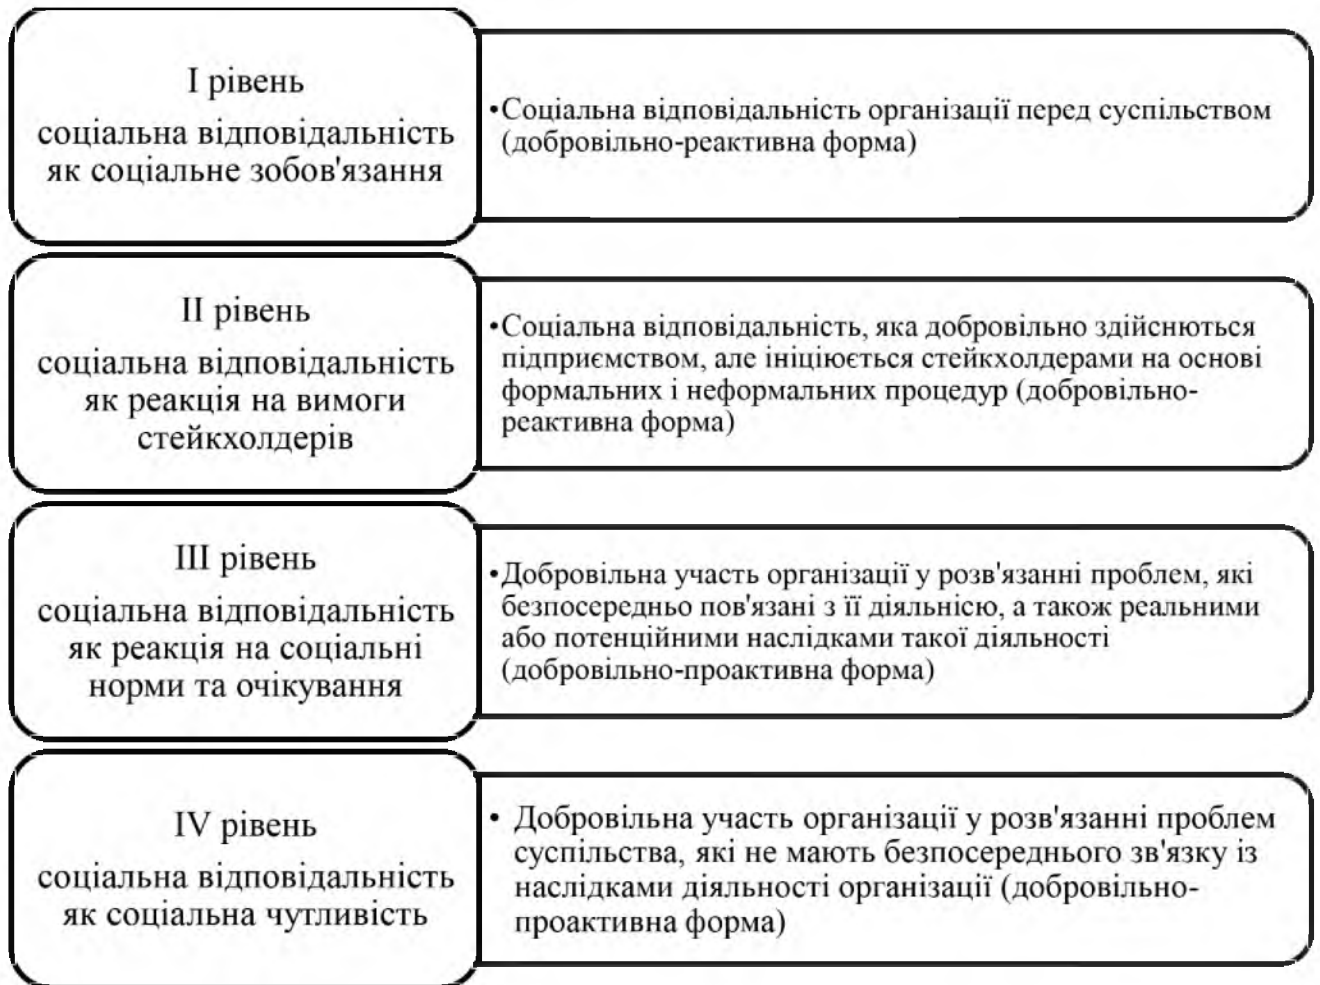 І рівень
соціальна відповідальність
як соціальне зобов'язання
•Соціальна відповідальність організації перед суспільством
(добровільно-реактивна форма)
ІІ рівень
соціальна відповідальність
як реакція на вимоги
стейкхолдерів
•Соціальна відповідальність, яка добровільно здійснюються
підприємством, але ініціюється стейкхолдерами на основі
формальних і неформальних процедур (добровільно-
реактивна форма)
ІІІ рівень
соціальна відповідальність
як реакція на соціальні
норми та очікування
•Добровільна участь організації у розв'язанні проблем, які
безпосередньо пов'язані з її діяльнісю, а також реальними
або потенційними наслідками такої діяльності
(добровільно-проактивна форма)
IV рівень
соціальна відповідальність
як соціальна чутливість
• Добровільна участь організації у розв'язанні проблем
суспільства, які не мають безпосереднього зв'язку із
наслідками діяльності організації (добровільно-
проактивна форма)